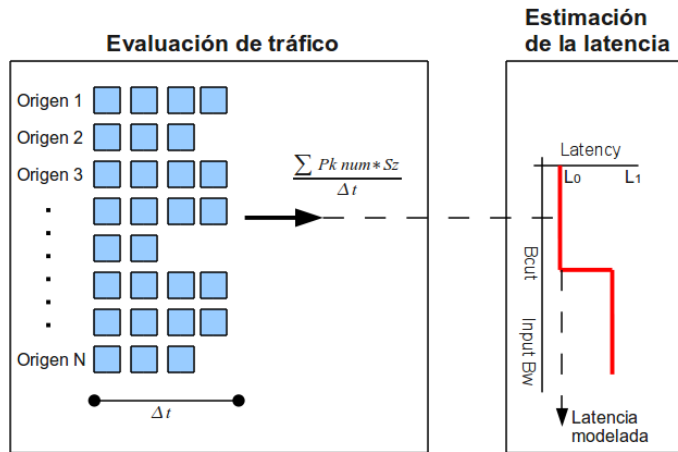 Evaluación de tráfico
Origen 1
Origen 2
Origen 3
Origen N
Δt
∑ Pk num∗Sz
Δt
Estimación
de la latencia
Latency
L0
L1
Bcut
Input Bw
Latencia
modelada